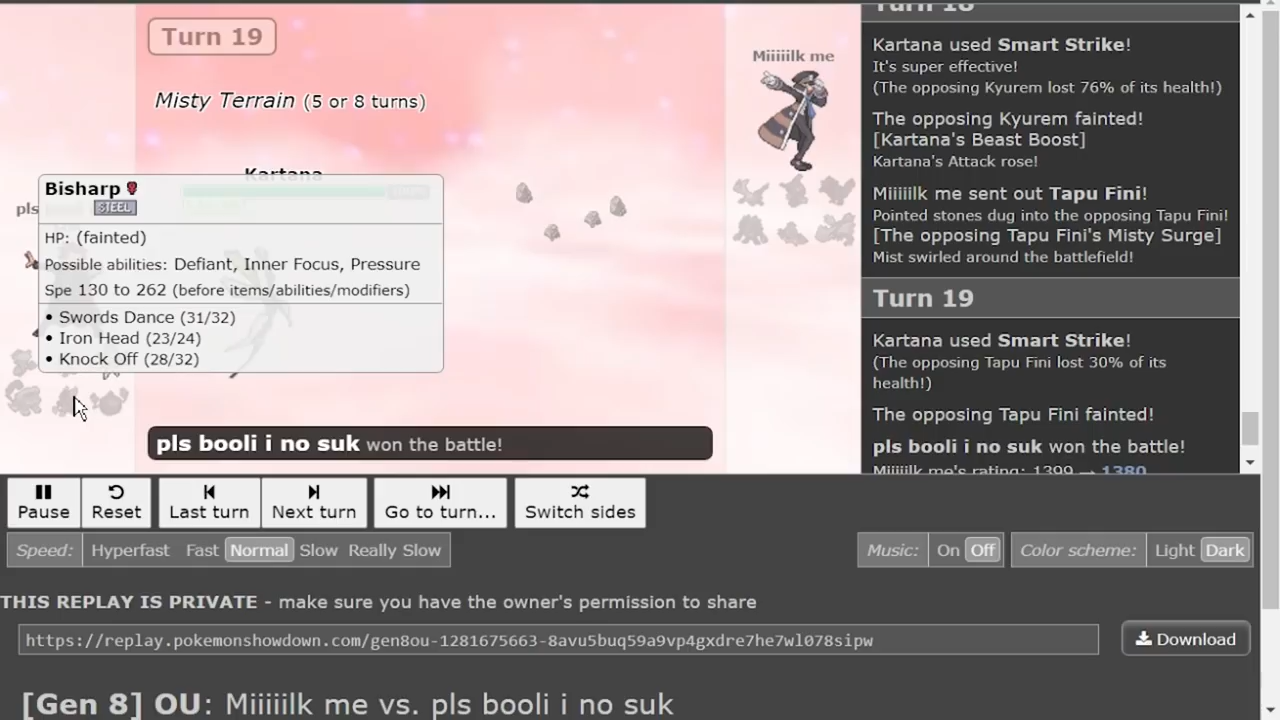 Turn 19
Misty Terrain (5 or 8 turns)
Kartana
Bisharp
pls
STEEL
HP: (fainted)
Possible abilities: Defiant, Inner Focus, Pressure
Spe 130 to 262 (before items/abilities/modifiers)
• Swords Dance (31/32)
• Iron Head (23/24)
• Knock Off (28/32)
pls booli i no suk won the battle!
Miiiiilk me
Turn 18
Kartana used Smart Strike!
It's super effective!
(The opposing Kyurem lost 76% of its health!)
The opposing Kyurem fainted!
[Kartana's Beast Boost]
Kartana's Attack rose!
Miiiiilk me sent out Tapu Fini!
Pointed stones dug into the opposing Tapu Fini!
[The opposing Tapu Fini's Misty Surge]
Mist swirled around the battlefield!
Turn 19
Kartana used Smart Strike!
(The opposing Tapu Fini lost 30% of its
health!)
The opposing Tapu Fini fainted!
pls booli i no suk won the battle!
Miiiiilk me's rating: 1399 → 1380
Pause
Reset
Last turn
Next turn
Go to turn...
Switch sides
Speed: Hyperfast Fast Normal Slow Really Slow
Music: On Off
Color scheme: Light Dark
THIS REPLAY IS PRIVATE - make sure you have the owner's permission to share
https://replay.pokemonshowdown.com/gen8ou-1281675663-8avu5buq59a9vp4gxdre7he7wl078sipw
Download
[Gen 8] OU: Miiiiilk me vs. pls booli i no suk